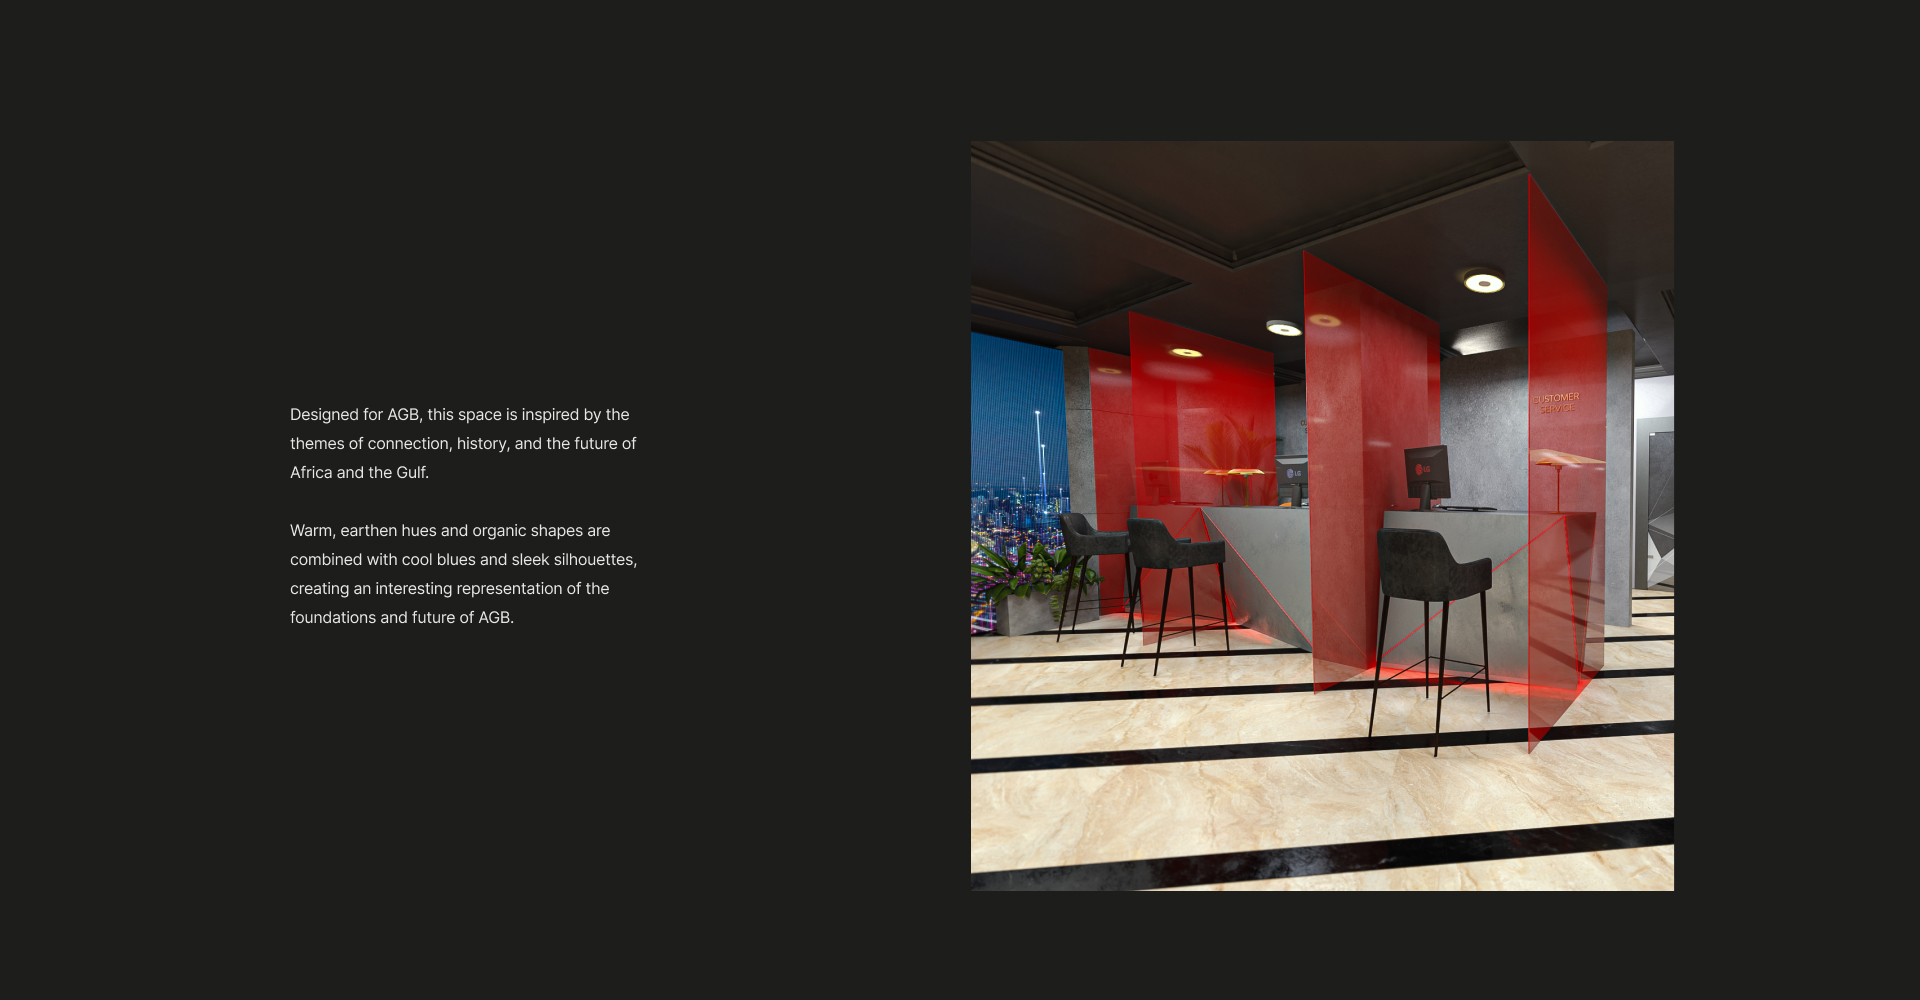 Designed for AGB, this space is inspired by the
themes of connection, history, and the future of
Africa and the Gulf.
Warm, earthen hues and organic shapes are
combined with cool blues and sleek silhouettes,
creating an interesting representation of the
foundations and future of AGB.
CUSTOMER
SERVICE
LG
LG